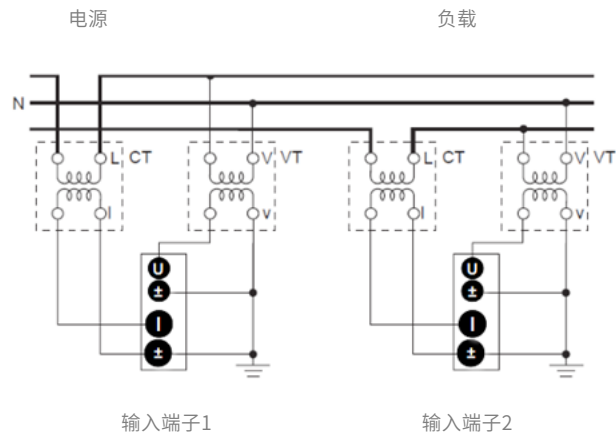 电源 负载
N
L CT V VT L CT V VT
l v l v
U U
± ±
I I
± ±
输入端子1 输入端子2